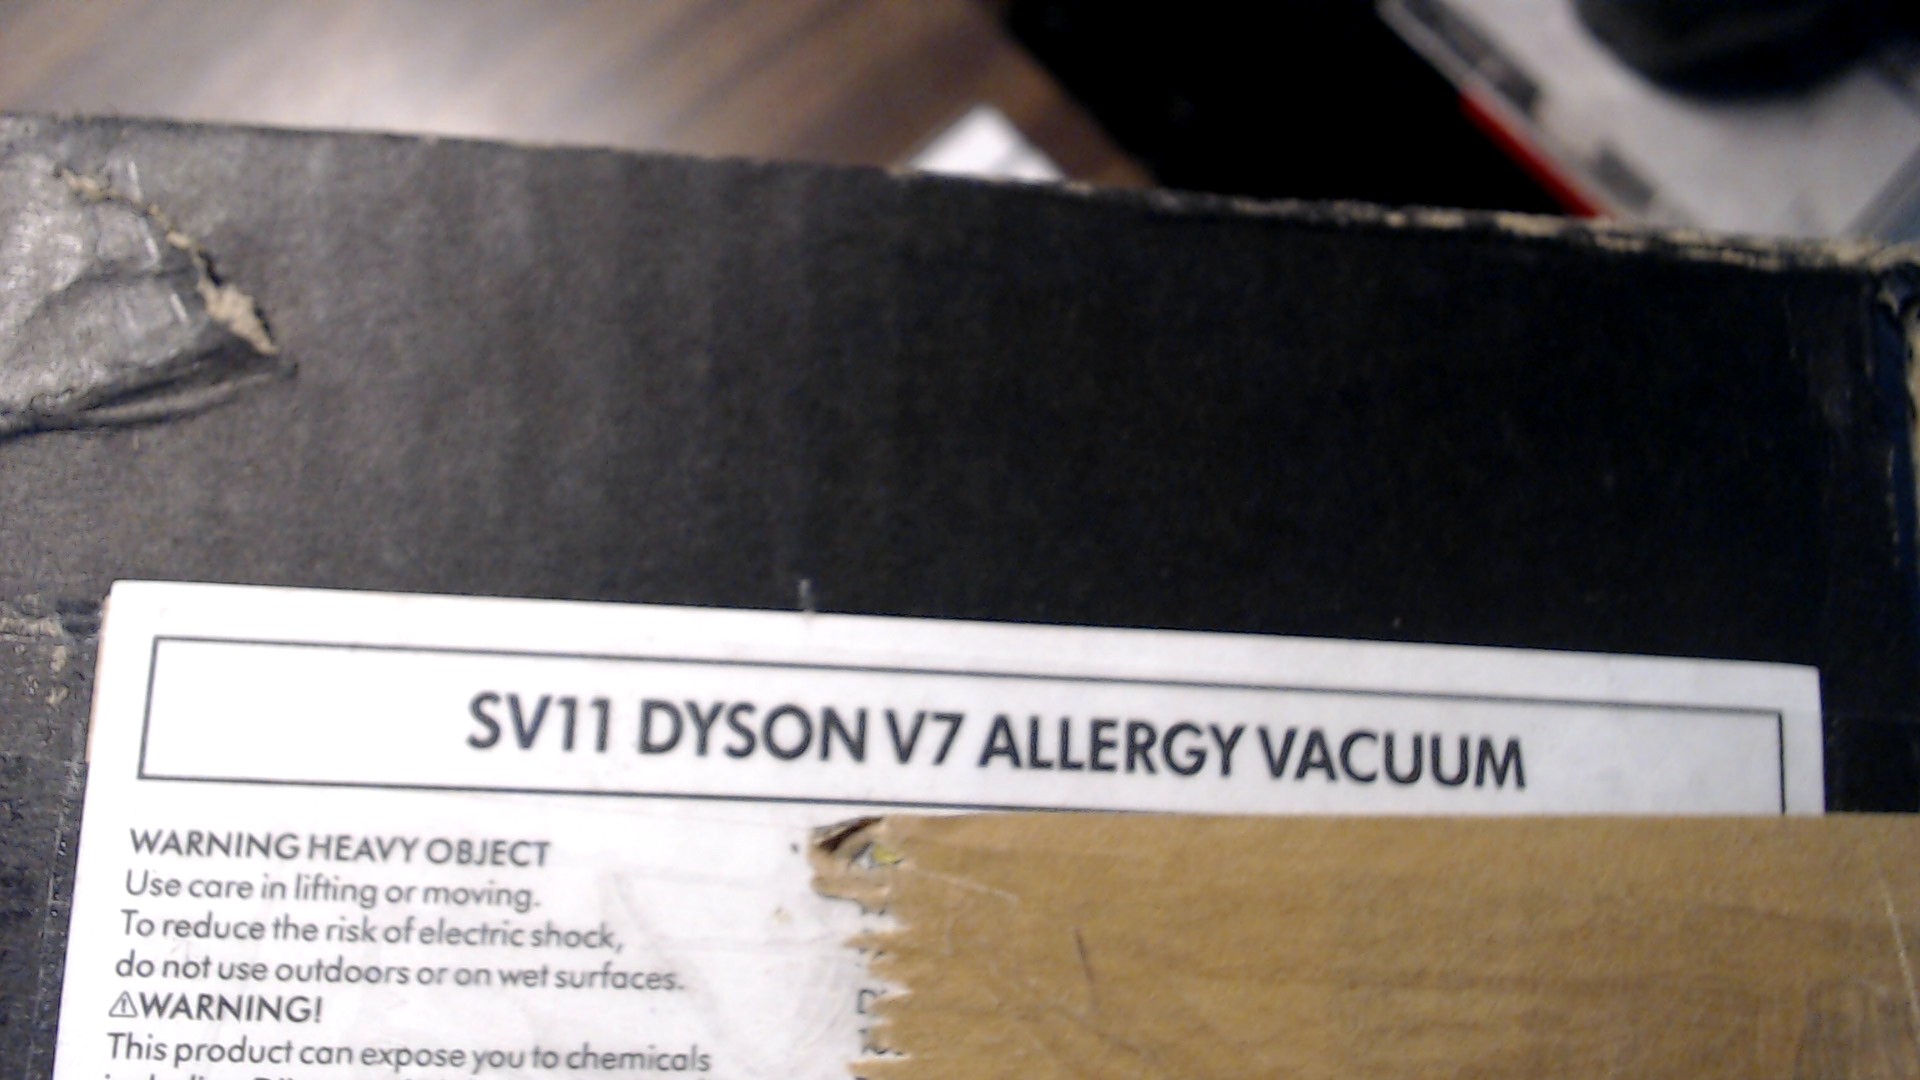 SV11 DYSON V7 ALLERGY VACUUM
WARNING HEAVY OBJECT
Use care in lifting or moving.
To reduce the risk of electric shock,
do not use outdoors or on wet surfaces.
⚠WARNING!
This product can expose you to chemicals